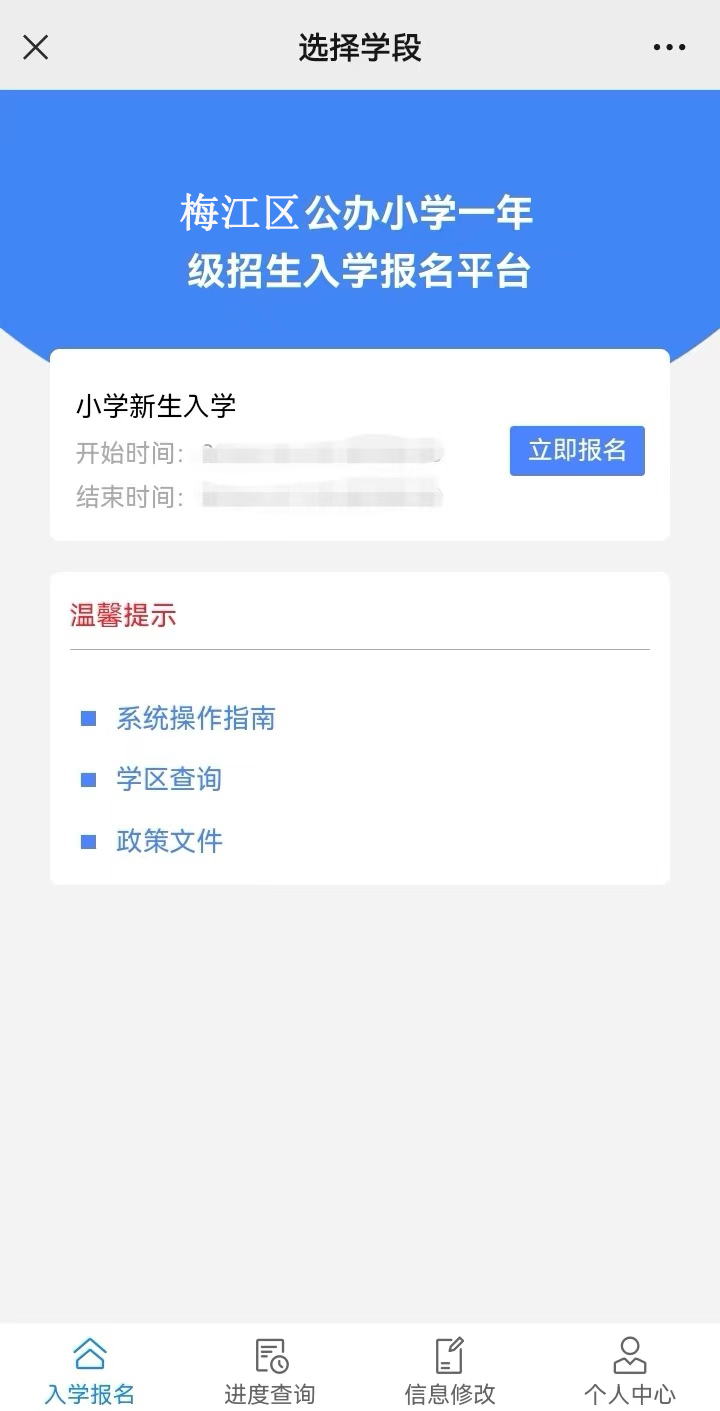 选择学段
梅江区公办小学一年
级招生入学报名平台
小学新生入学
开始时间：
立即报名
结束时间：
温馨提示
系统操作指南
学区查询
政策文件
入学报名
进度查询
信息修改
个人中心